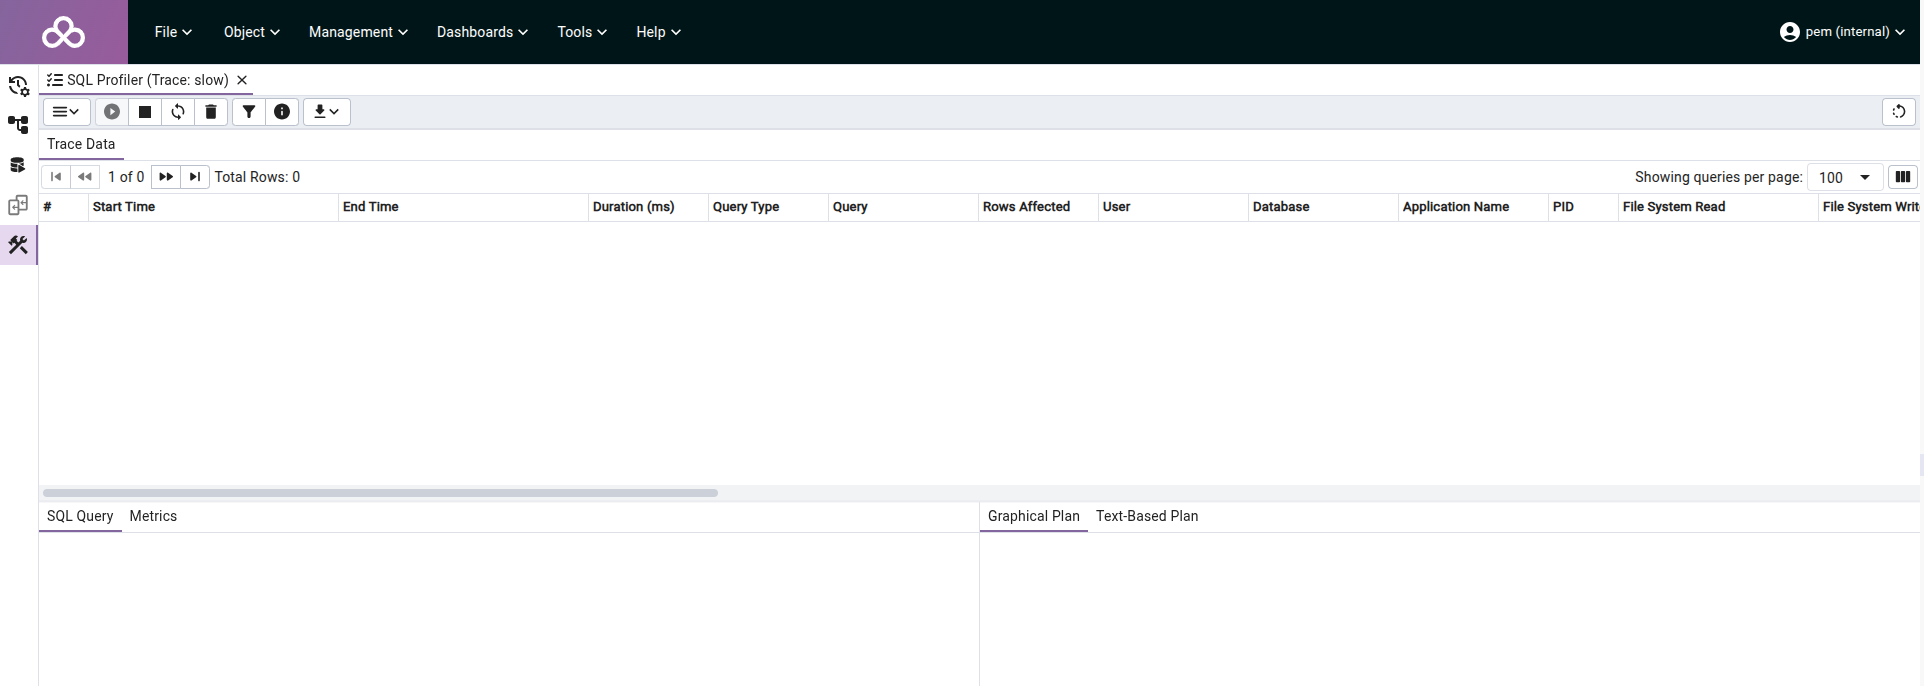 File Object Management Dashboards Tools Help pem (internal)
SQL Profiler (Trace: slow)
Trace Data
1 of 0 Total Rows: 0 Showing queries per page: 100
# Start Time End Time Duration (ms) Query Type Query Rows Affected User Database Application Name PID File System Read File System Writ
SQL Query Metrics Graphical Plan Text-Based Plan